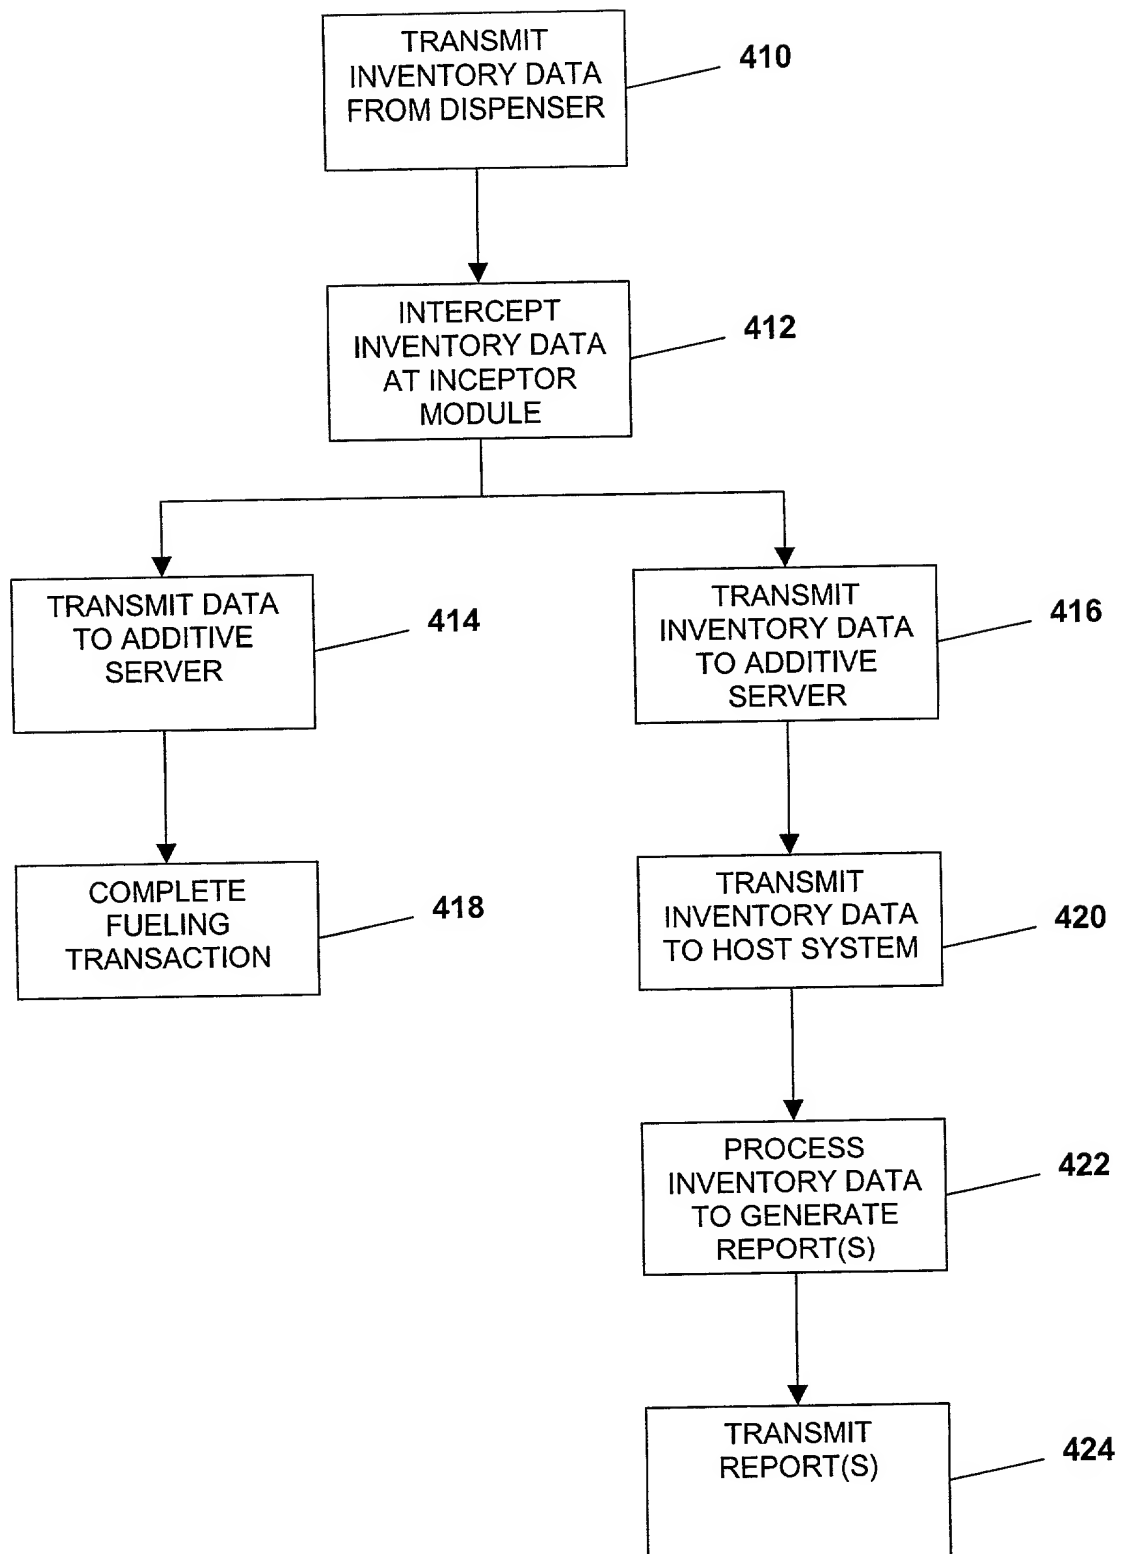 TRANSMIT
INVENTORY DATA
FROM DISPENSER
410
INTERCEPT
INVENTORY DATA
AT INCEPTOR
MODULE
412
TRANSMIT DATA
TO ADDITIVE
SERVER
414
TRANSMIT
INVENTORY DATA
TO ADDITIVE
SERVER
416
COMPLETE
FUELING
TRANSACTION
418
TRANSMIT
INVENTORY DATA
TO HOST SYSTEM
420
PROCESS
INVENTORY DATA
TO GENERATE
REPORT(S)
422
TRANSMIT
REPORT(S)
424